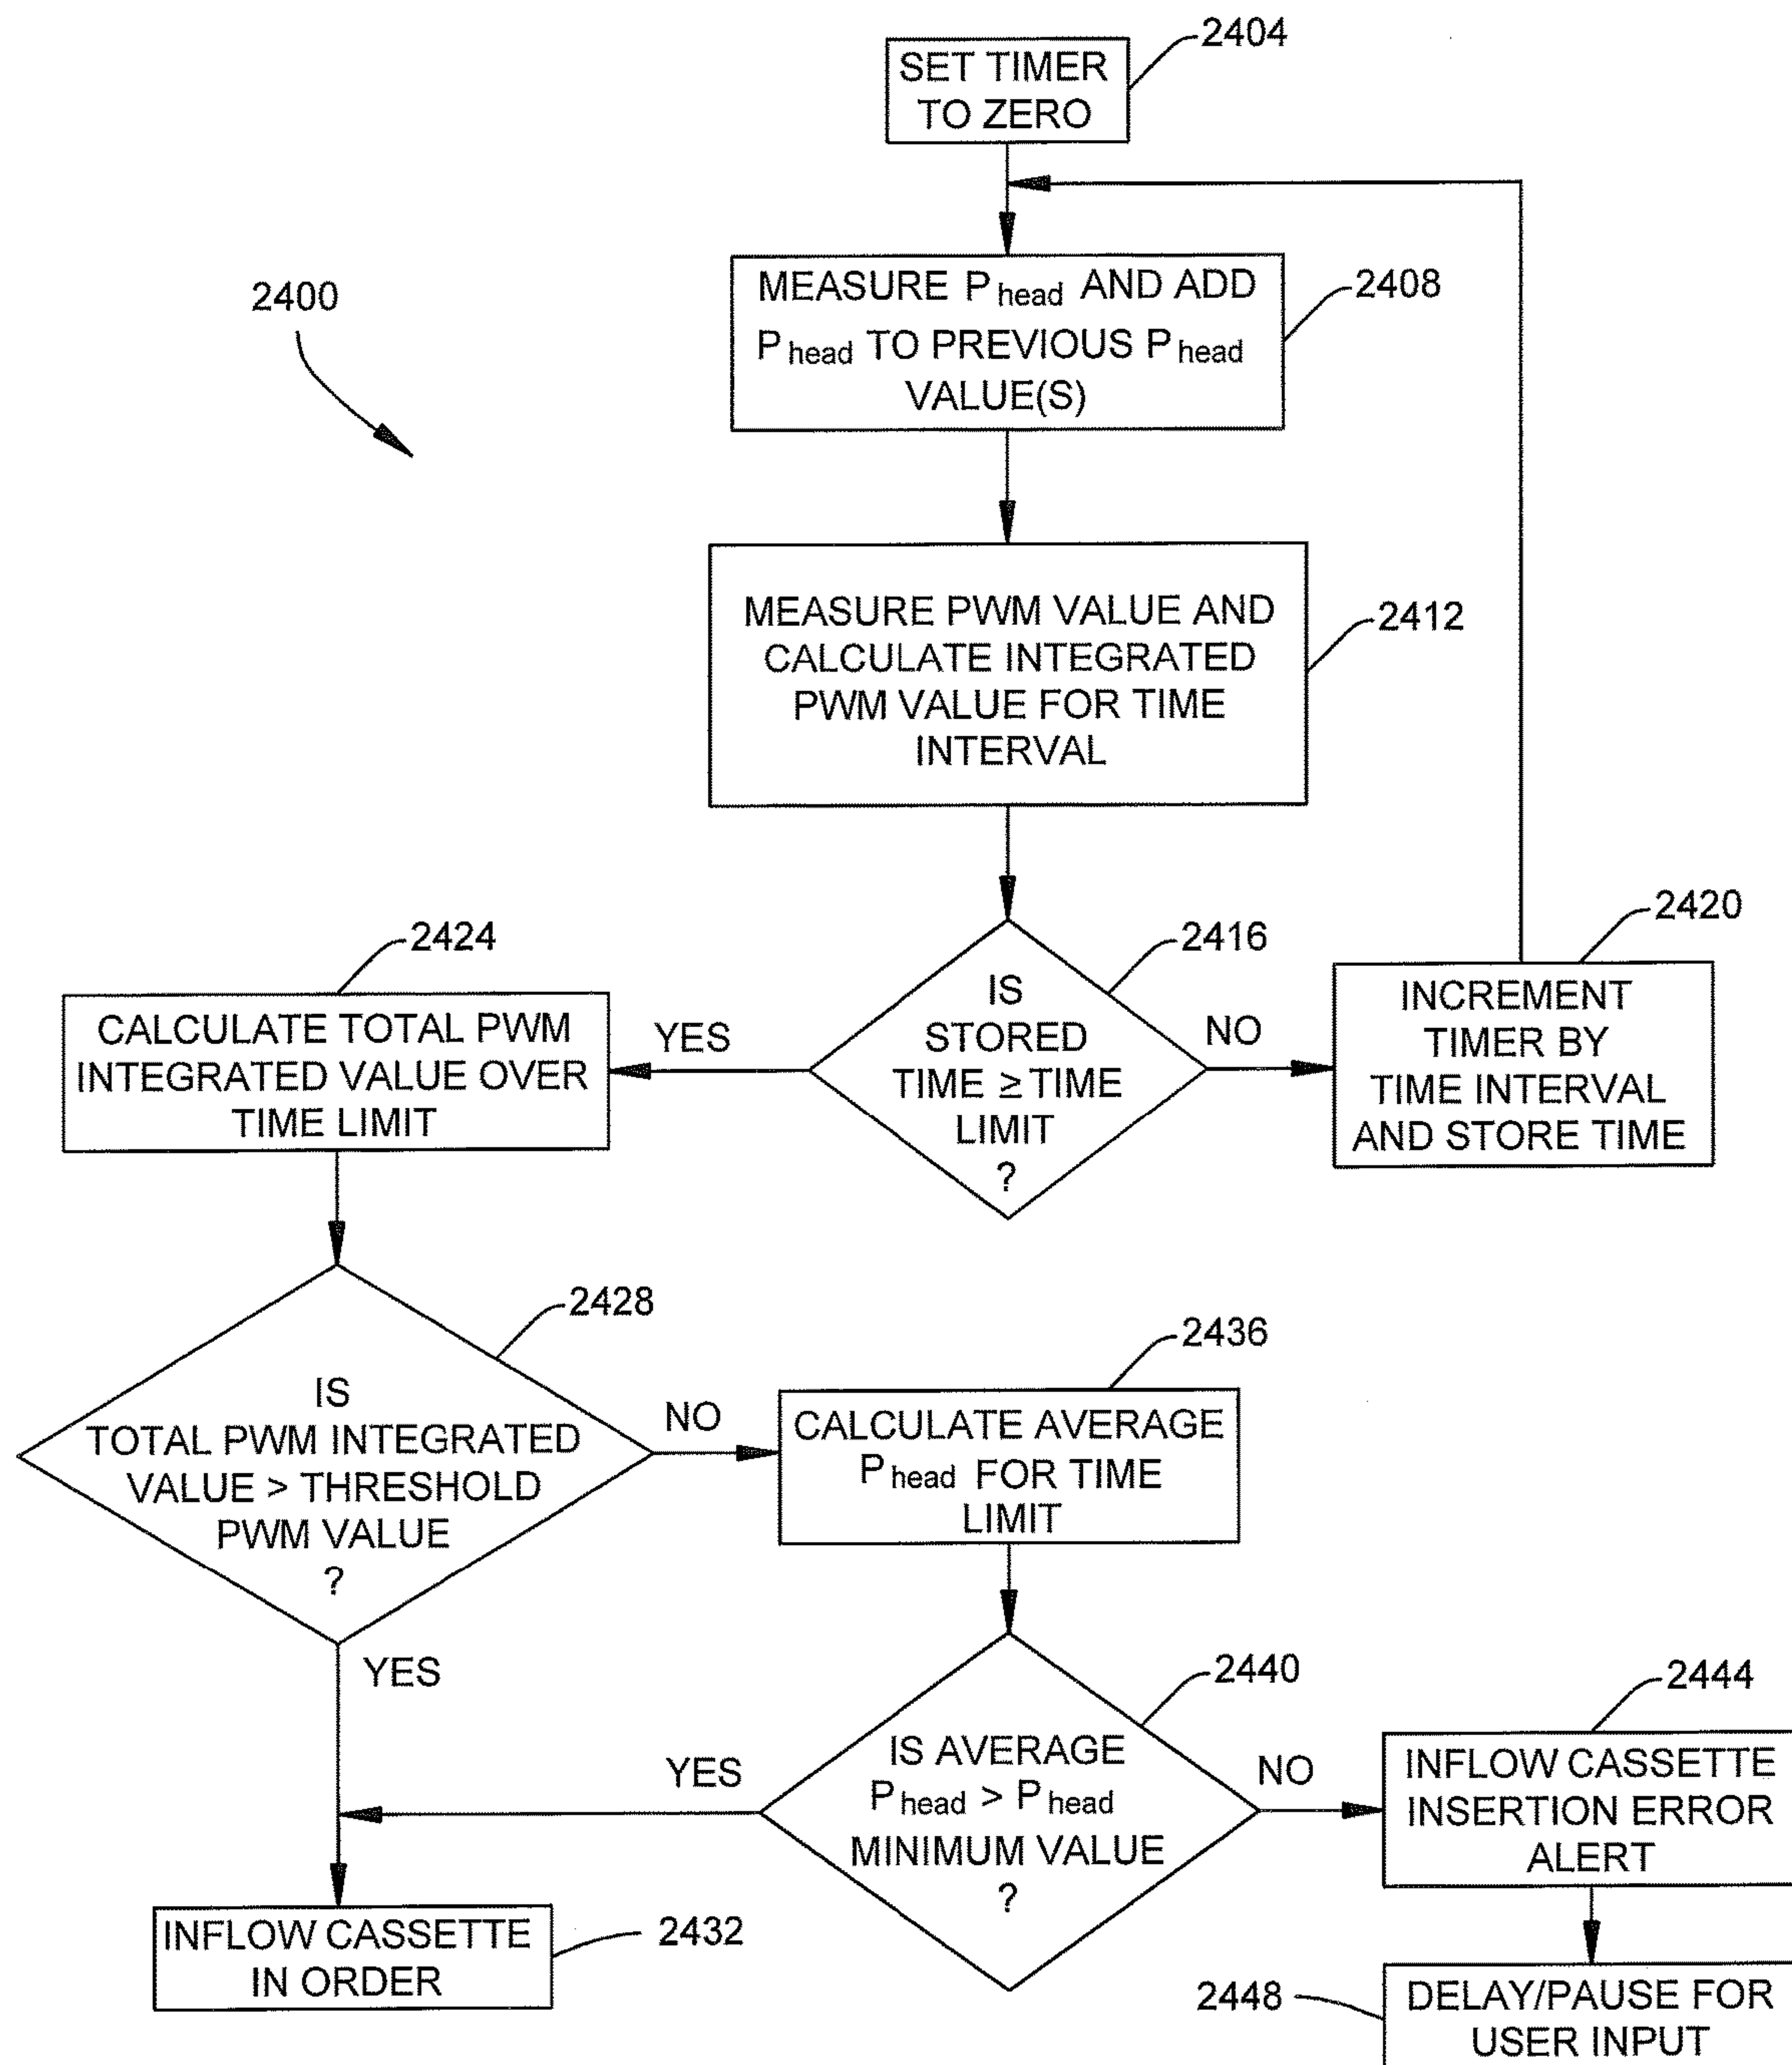 2404
SET TIMER
TO ZERO
2400
MEASURE P head AND ADD
P head TO PREVIOUS P head
VALUE(S)
2408
MEASURE PWM VALUE AND
CALCULATE INTEGRATED
PWM VALUE FOR TIME
INTERVAL
2412
2416
IS
STORED
TIME ≥ TIME
LIMIT
?
NO
2420
INCREMENT
TIMER BY
TIME INTERVAL
AND STORE TIME
YES
2424
CALCULATE TOTAL PWM
INTEGRATED VALUE OVER
TIME LIMIT
2428
IS
TOTAL PWM INTEGRATED
VALUE > THRESHOLD
PWM VALUE
?
NO
2436
CALCULATE AVERAGE
P head FOR TIME
LIMIT
YES
2440
IS AVERAGE
P head > P head
MINIMUM VALUE
?
YES
NO
2444
INFLOW CASSETTE
INSERTION ERROR
ALERT
INFLOW CASSETTE
IN ORDER
2432
2448
DELAY/PAUSE FOR
USER INPUT